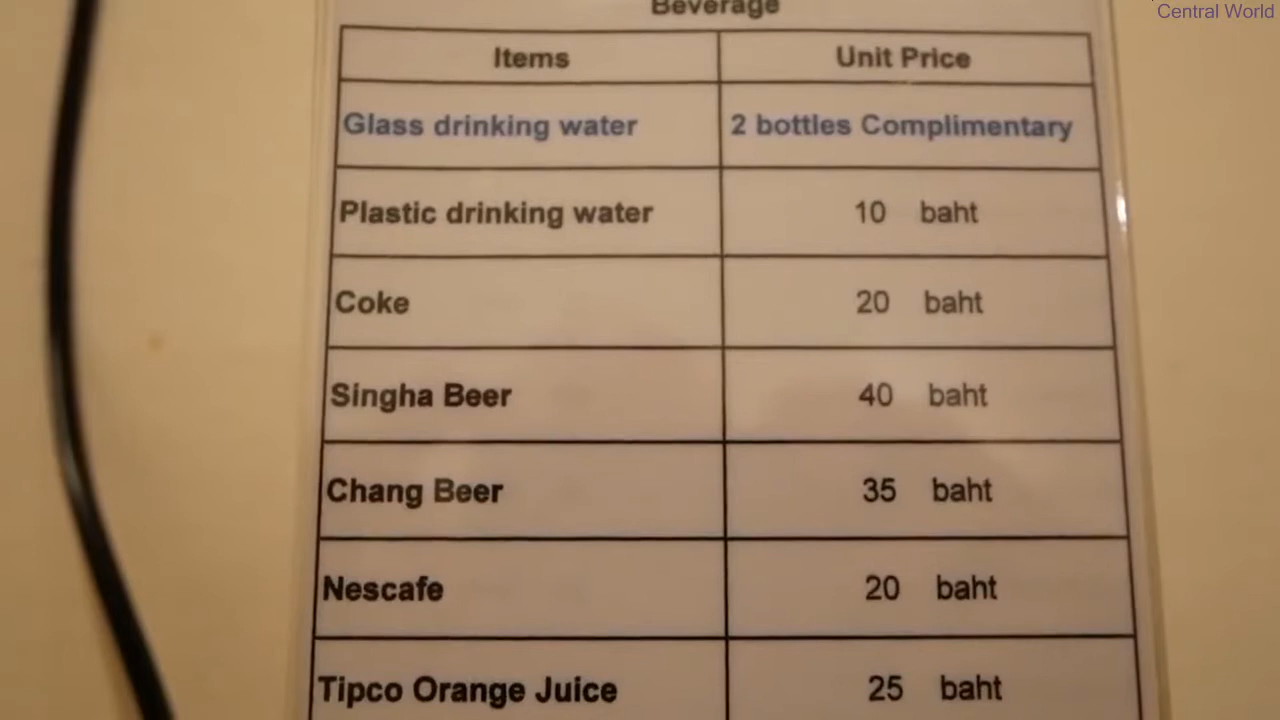 Central World
Beverage
Items Unit Price
Glass drinking water 2 bottles Complimentary
Plastic drinking water 10 baht
Coke 20 baht
Singha Beer 40 baht
Chang Beer 35 baht
Nescafe 20 baht
Tipco Orange Juice 25 baht